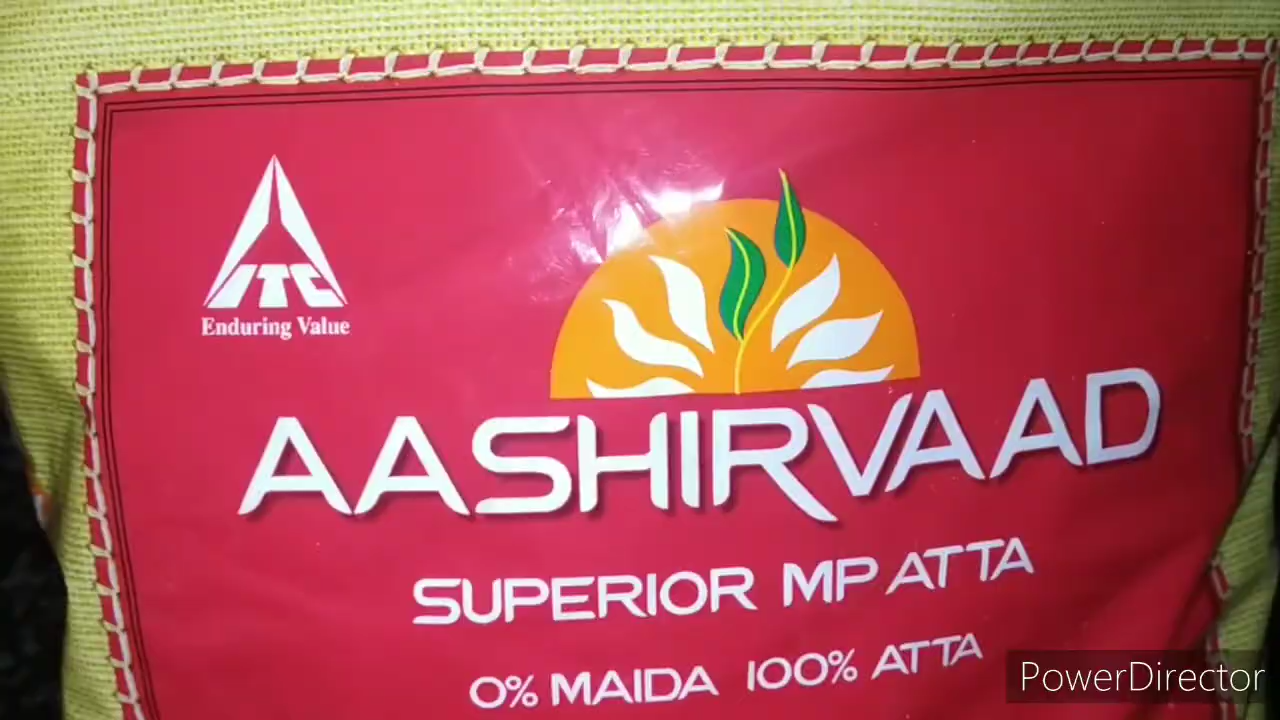 ITC
Enduring Value
AASHIRVAAD
SUPERIOR MP ATTA
0% MAIDA 100% ATTA
PowerDirector